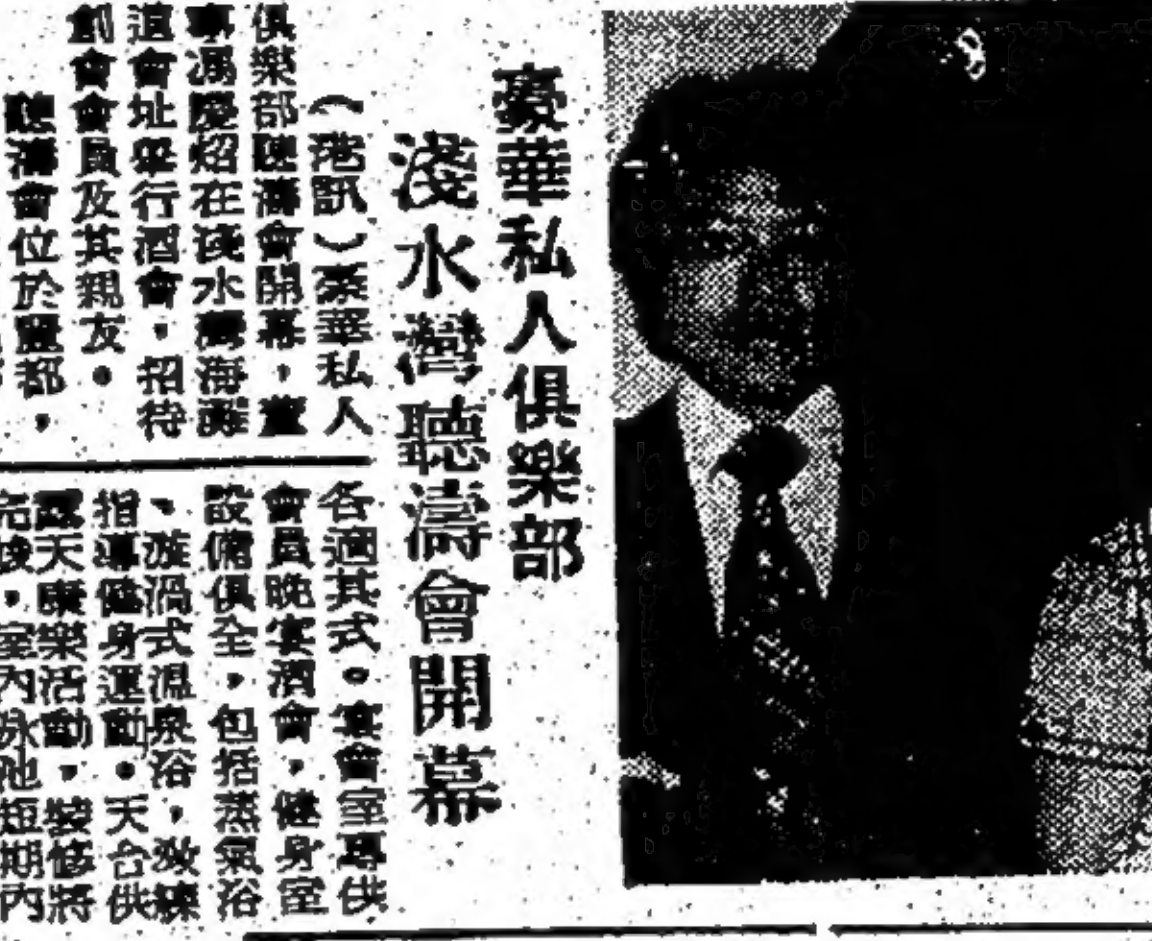 豪華私人俱樂部
淺水灣聽濤會開幕
（港訊）豪華私人
俱樂部聽濤會開幕，董
事馮慶炤在淺水灣海灘
道會址舉行酒會，招待
創會會員及其親友。
聽濤會位於麗都，
各適其式。宴會室專供
會員晚宴酒會，健身室
設備俱全，包括蒸氣浴
、旋渦式溫泉浴，教練
指導健身運動。天台供
露天康樂活動，裝修將
完竣，室內泳池短期內